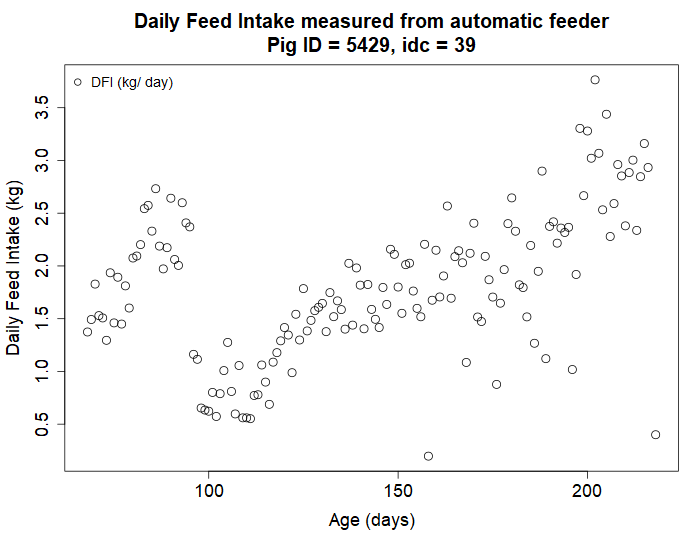 Daily Feed Intake measured from automatic feeder
Pig ID = 5429, idc = 39
DFI (kg/ day)
Daily Feed Intake (kg)
3.5
3.0
2.5
2.0
1.5
1.0
0.5
100
150
200
Age (days)